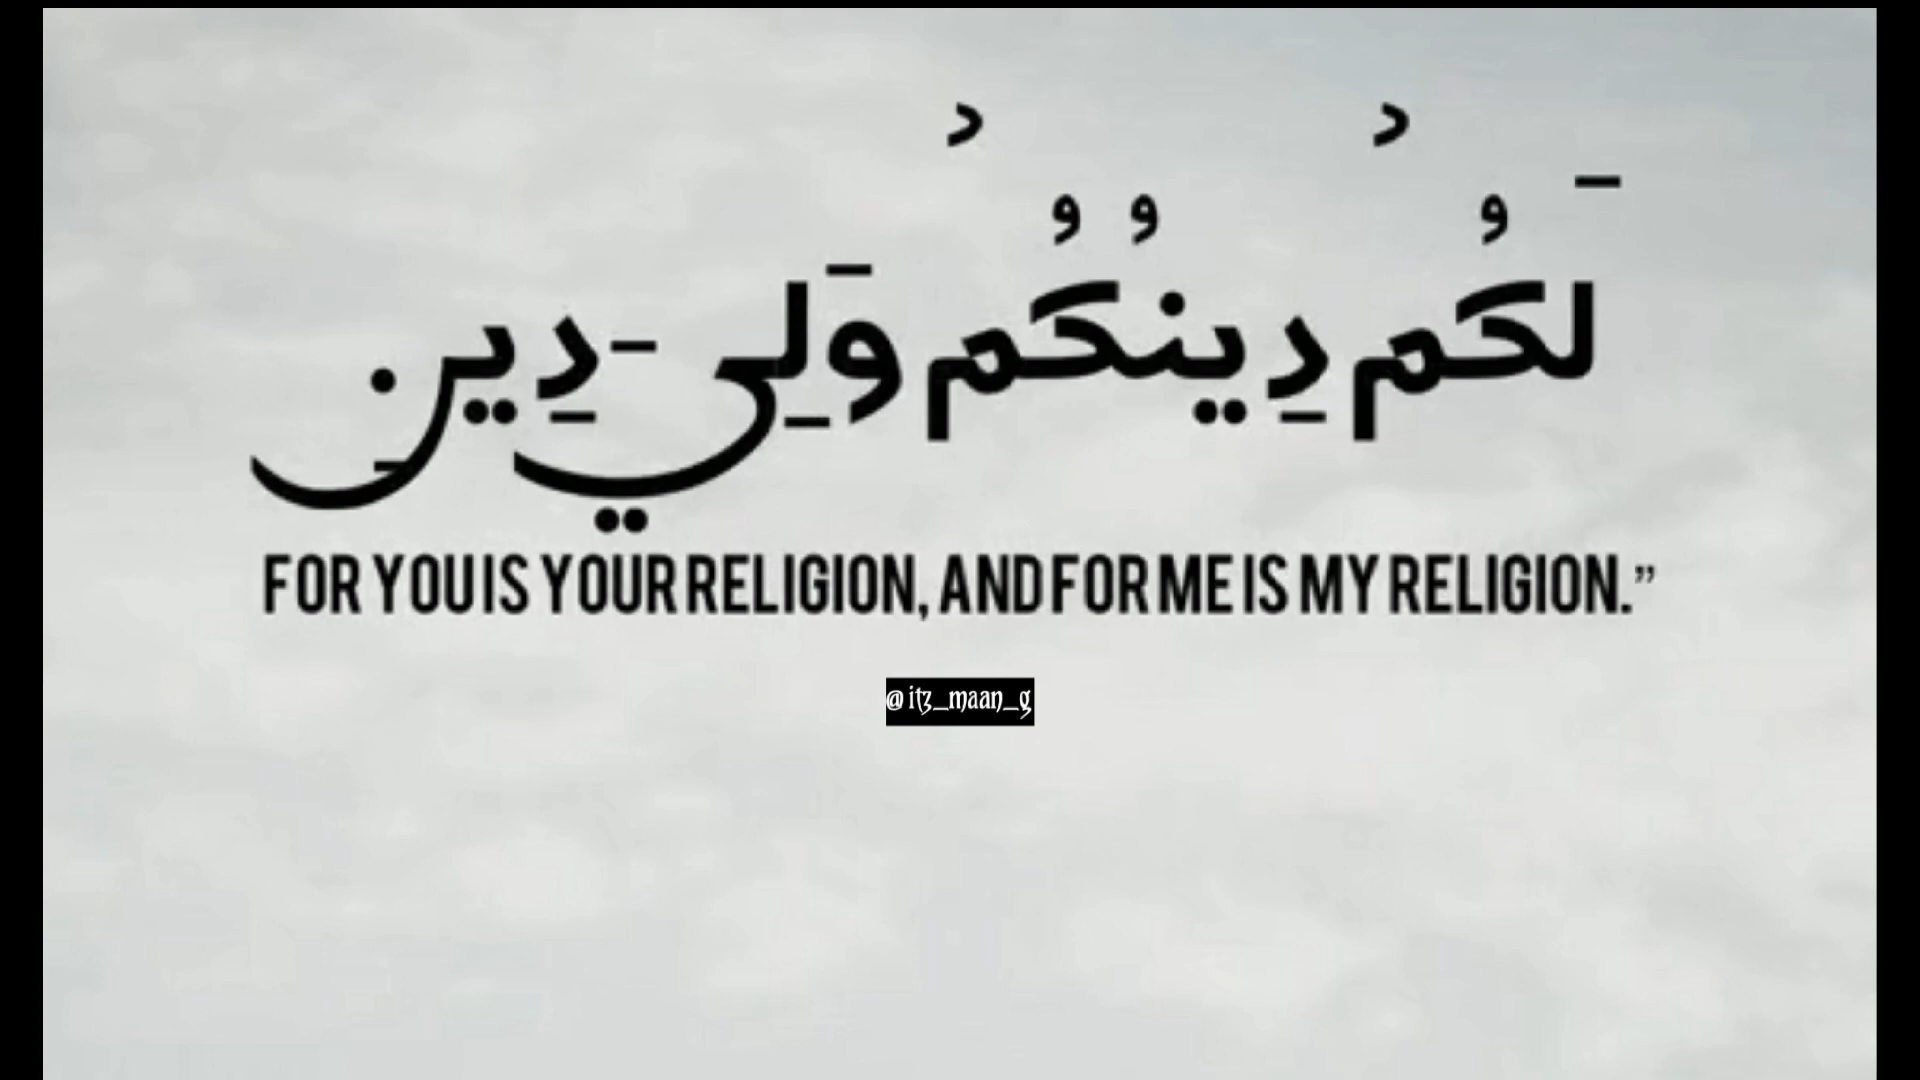 لَكُمْ دِينُكُمْ وَلِيَ دِينِ
FOR YOU IS YOUR RELIGION, AND FOR ME IS MY RELIGION.”
@itz_maan_g